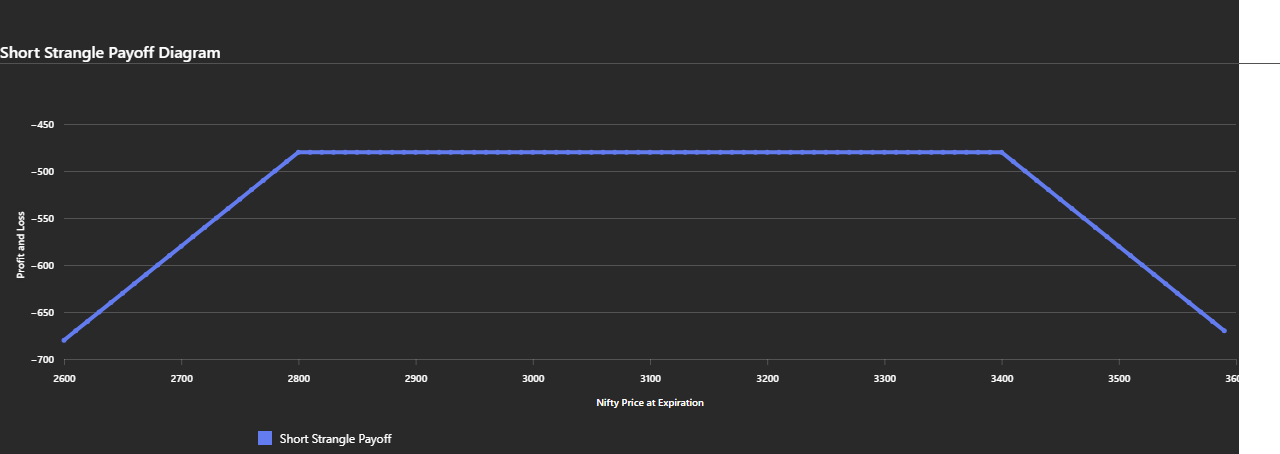 Short Strangle Payoff Diagram
−450
−500
−550
−600
−650
−700
Profit and Loss
2600 2700 2800 2900 3000 3100 3200 3300 3400 3500 360
Nifty Price at Expiration
Short Strangle Payoff